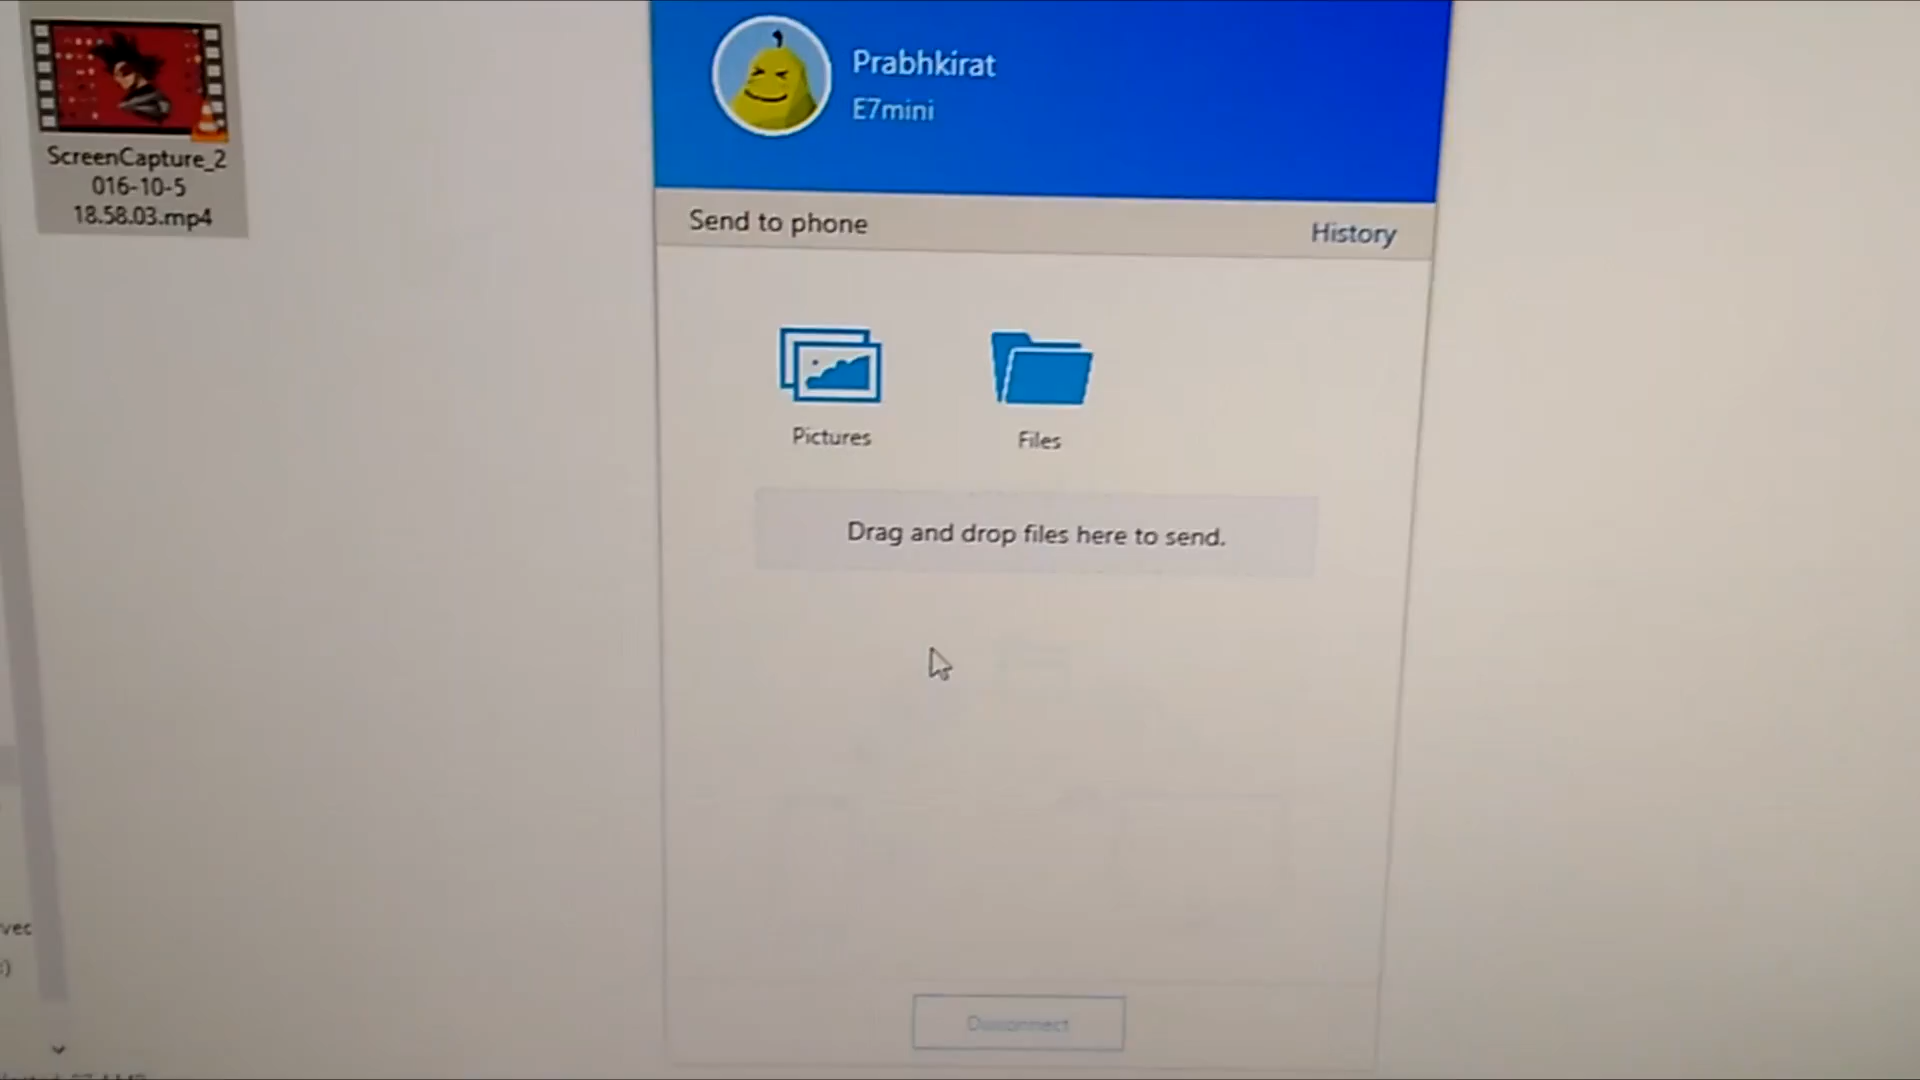 ScreenCapture_2
016-10-5
18.58.03.mp4
Prabhkirat
E7mini
Send to phone
History
Pictures
Files
Drag and drop files here to send.
Disconnect